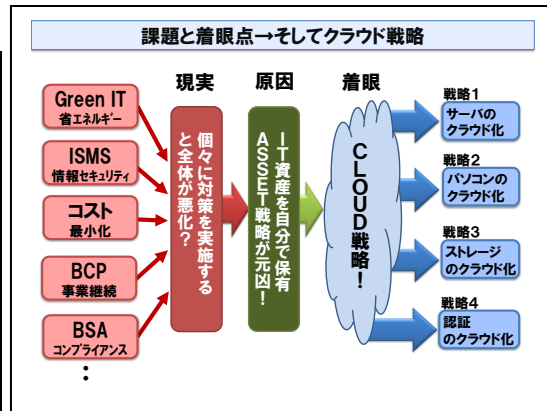 課題と着眼点→そしてクラウド戦略
現実
原因
着眼
Green IT
省エネルギー
ISMS
情報セキュリティ
コスト
最小化
BCP
事業継続
BSA
コンプライアンス
：
個々に対策を実施する
と全体が悪化？
IT資産を自分で保有
ASSET戦略が元凶！
CLOUD戦略！
戦略1
サーバの
クラウド化
戦略2
パソコンの
クラウド化
戦略3
ストレージ
のクラウド化
戦略4
認証
のクラウド化